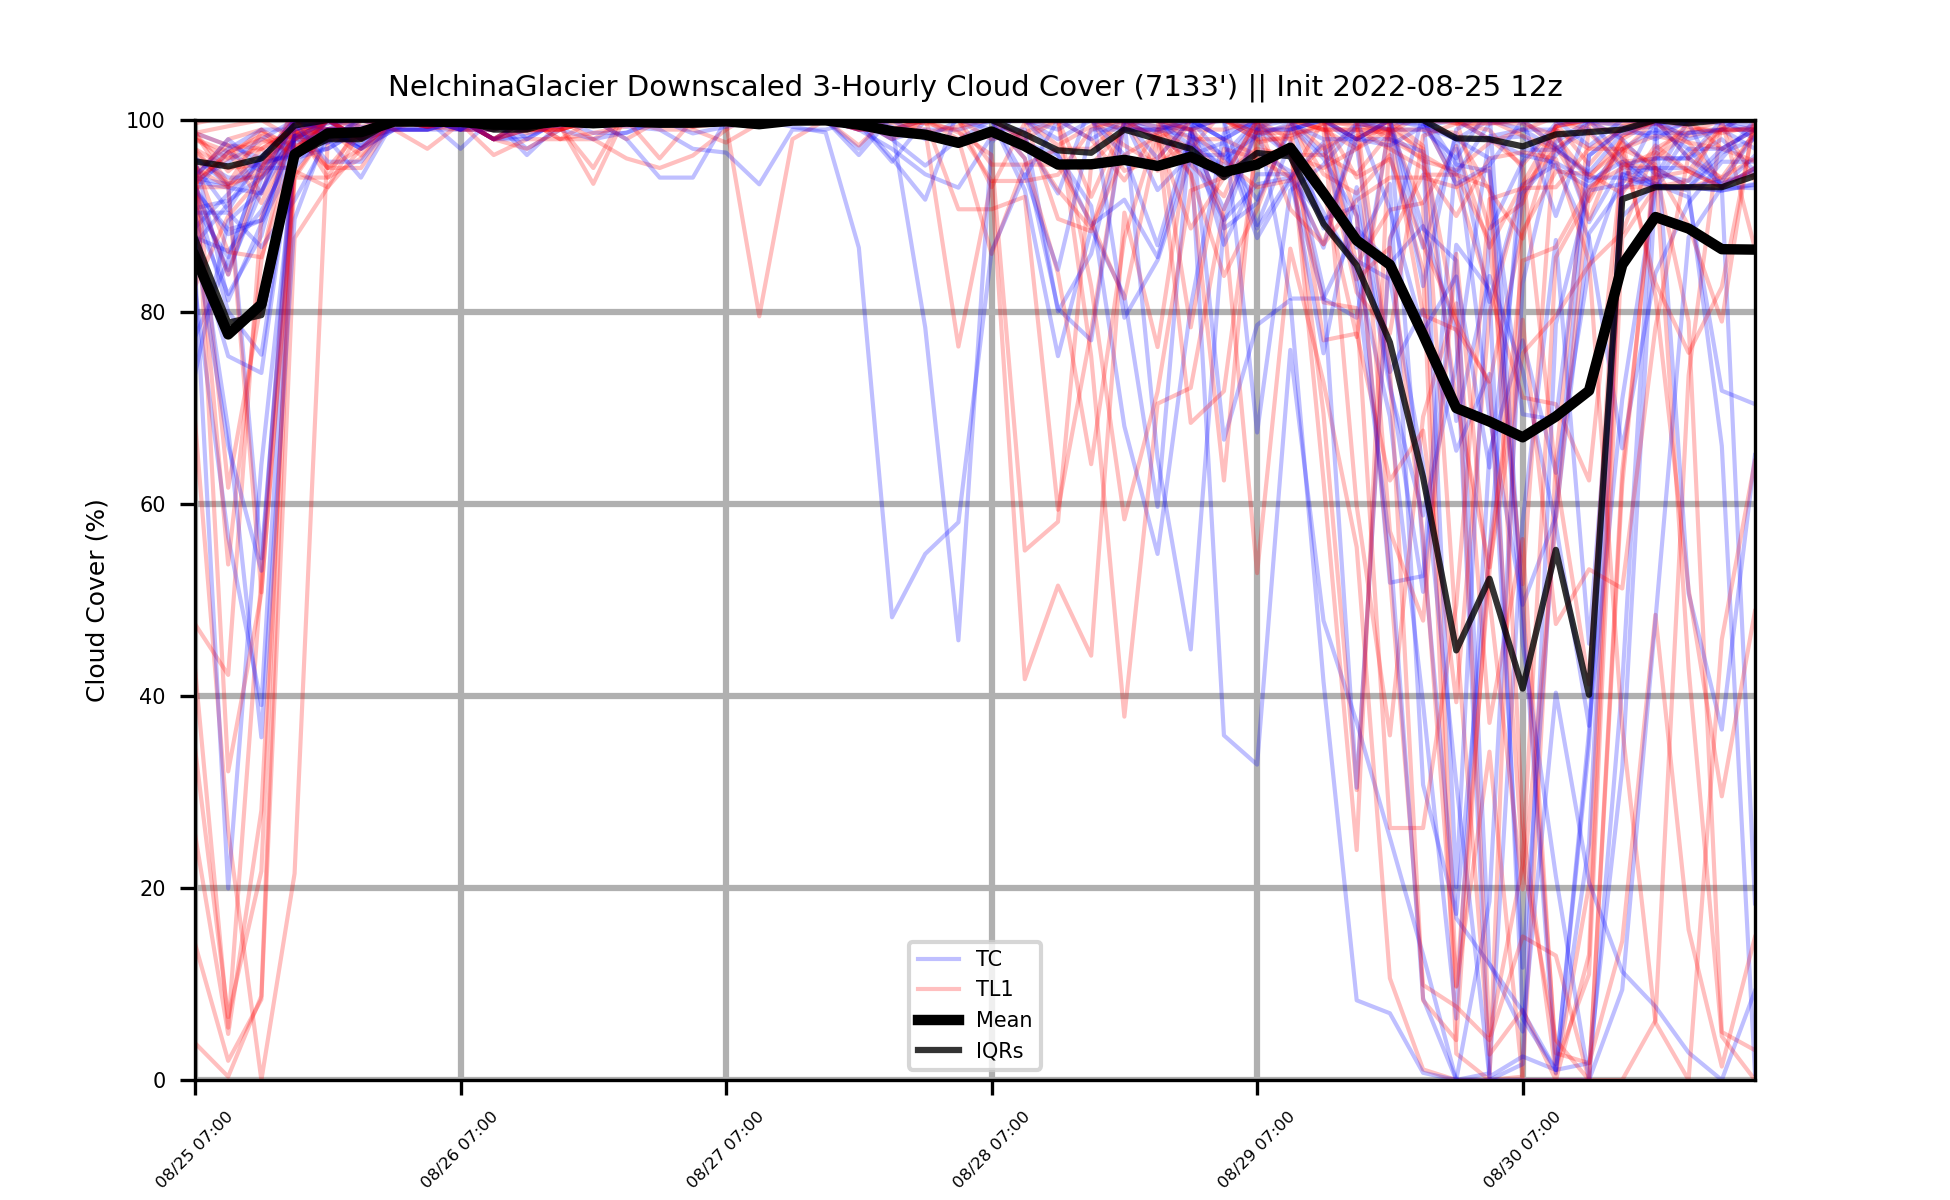 NelchinaGlacier Downscaled 3-Hourly Cloud Cover (7133') || Init 2022-08-25 12z
Cloud Cover (%)
100
80
60
40
20
0
TC
TL1
Mean
IQRs
08/25 07:00
08/26 07:00
08/27 07:00
08/28 07:00
08/29 07:00
08/30 07:00